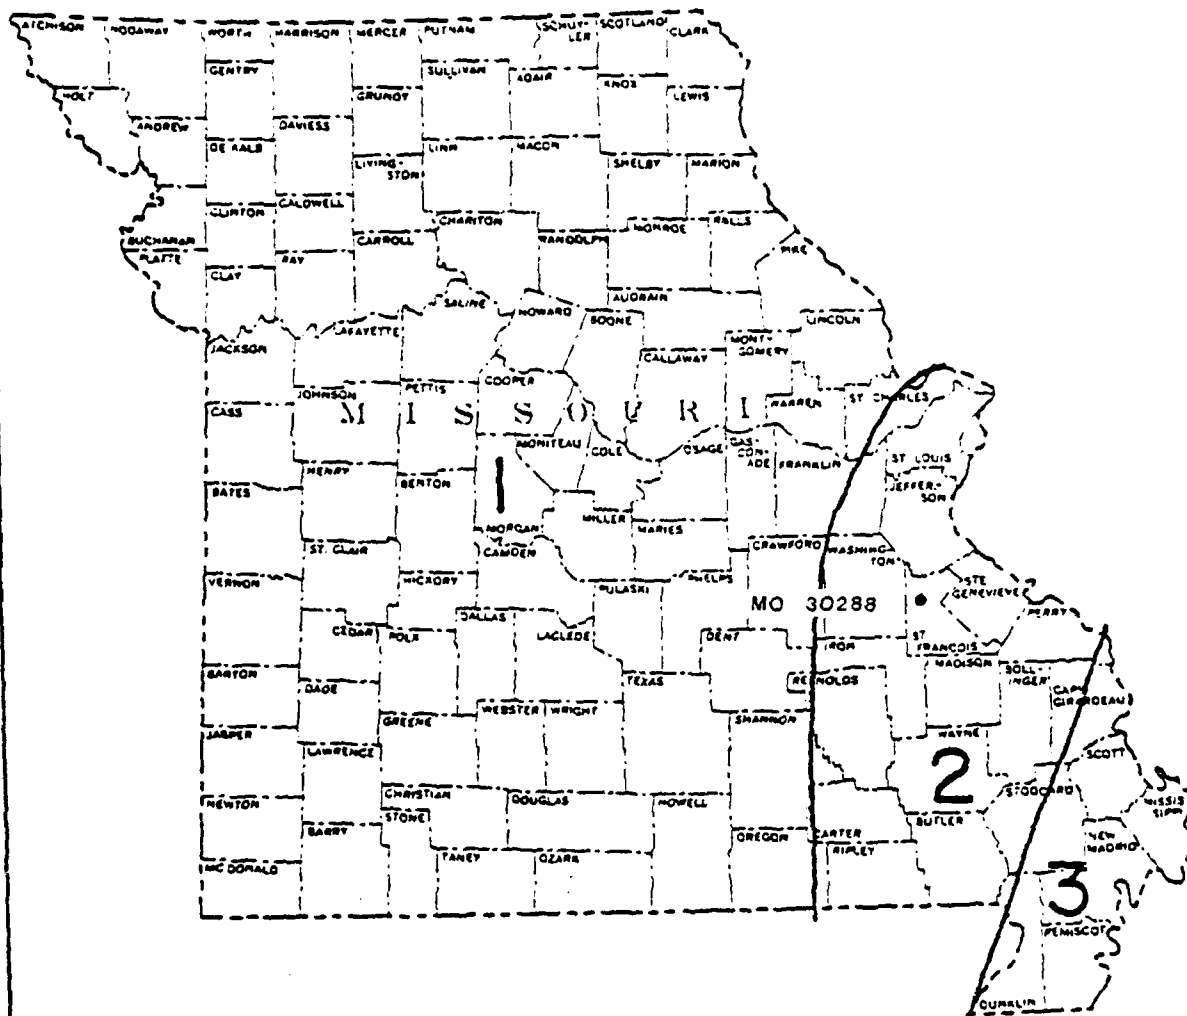 ATCHISON
NODAWAY
WORTH
HARRISON
MERCER
PUTNAM
SCHUY-
LER
SCOTLAND
CLARK
GENTRY
SULLIVAN
ADAIR
KNOX
HOLT
GRUNDY
LEWIS
ANDREW
DAVIESS
DE KALB
LINN
MACON
LIVING-
STON
SHELBY
MARION
CLINTON
CALDWELL
CHARITON
RALLS
BUCHANAN
CARROLL
RANDOLPH
MONROE
PIKE
PLATTE
RAY
CLAY
AUDRAIN
SALINE
HOWARD
BOONE
LINCOLN
LAFAYETTE
MONT-
GOMERY
JACKSON
CALLAWAY
COOPER
PETTIS
JOHNSON
WARREN
ST. CHARLES
CASS
MISSOURI
MONITEAU
COLE
OSAGE
GAS-
CON-
ADE
FRANKLIN
ST. LOUIS
HENRY
BENTON
1
JEFFER-
SON
BATES
MORGAN
MILLER
MARIES
CRAWFORD
WASHING-
TON
ST. CLAIR
CAMDEN
VERNON
HICKORY
PULASKI
PHELPS
STE
GENEVIEVE
MO 30288
PERRY
DALLAS
CEDAR
POLK
LACLEDE
DENT
IRON
ST
FRANCOIS
BARTON
MADISON
BOLL-
INGER
DADE
TEXAS
REYNOLDS
CAPE
GIRARDEAU
GREENE
WEBSTER
WRIGHT
SHANNON
JASPER
WAYNE
LAWRENCE
SCOTT
2
NEWTON
CHRISTIAN
DOUGLAS
HOWELL
STODDARD
MISSIS
SIPPI
STONE
BUTLER
BARRY
OREGON
CARTER
NEW
MADRID
RIPLEY
TANEY
OZARK
MC DONALD
3
PEMISCOT
DUNKLIN